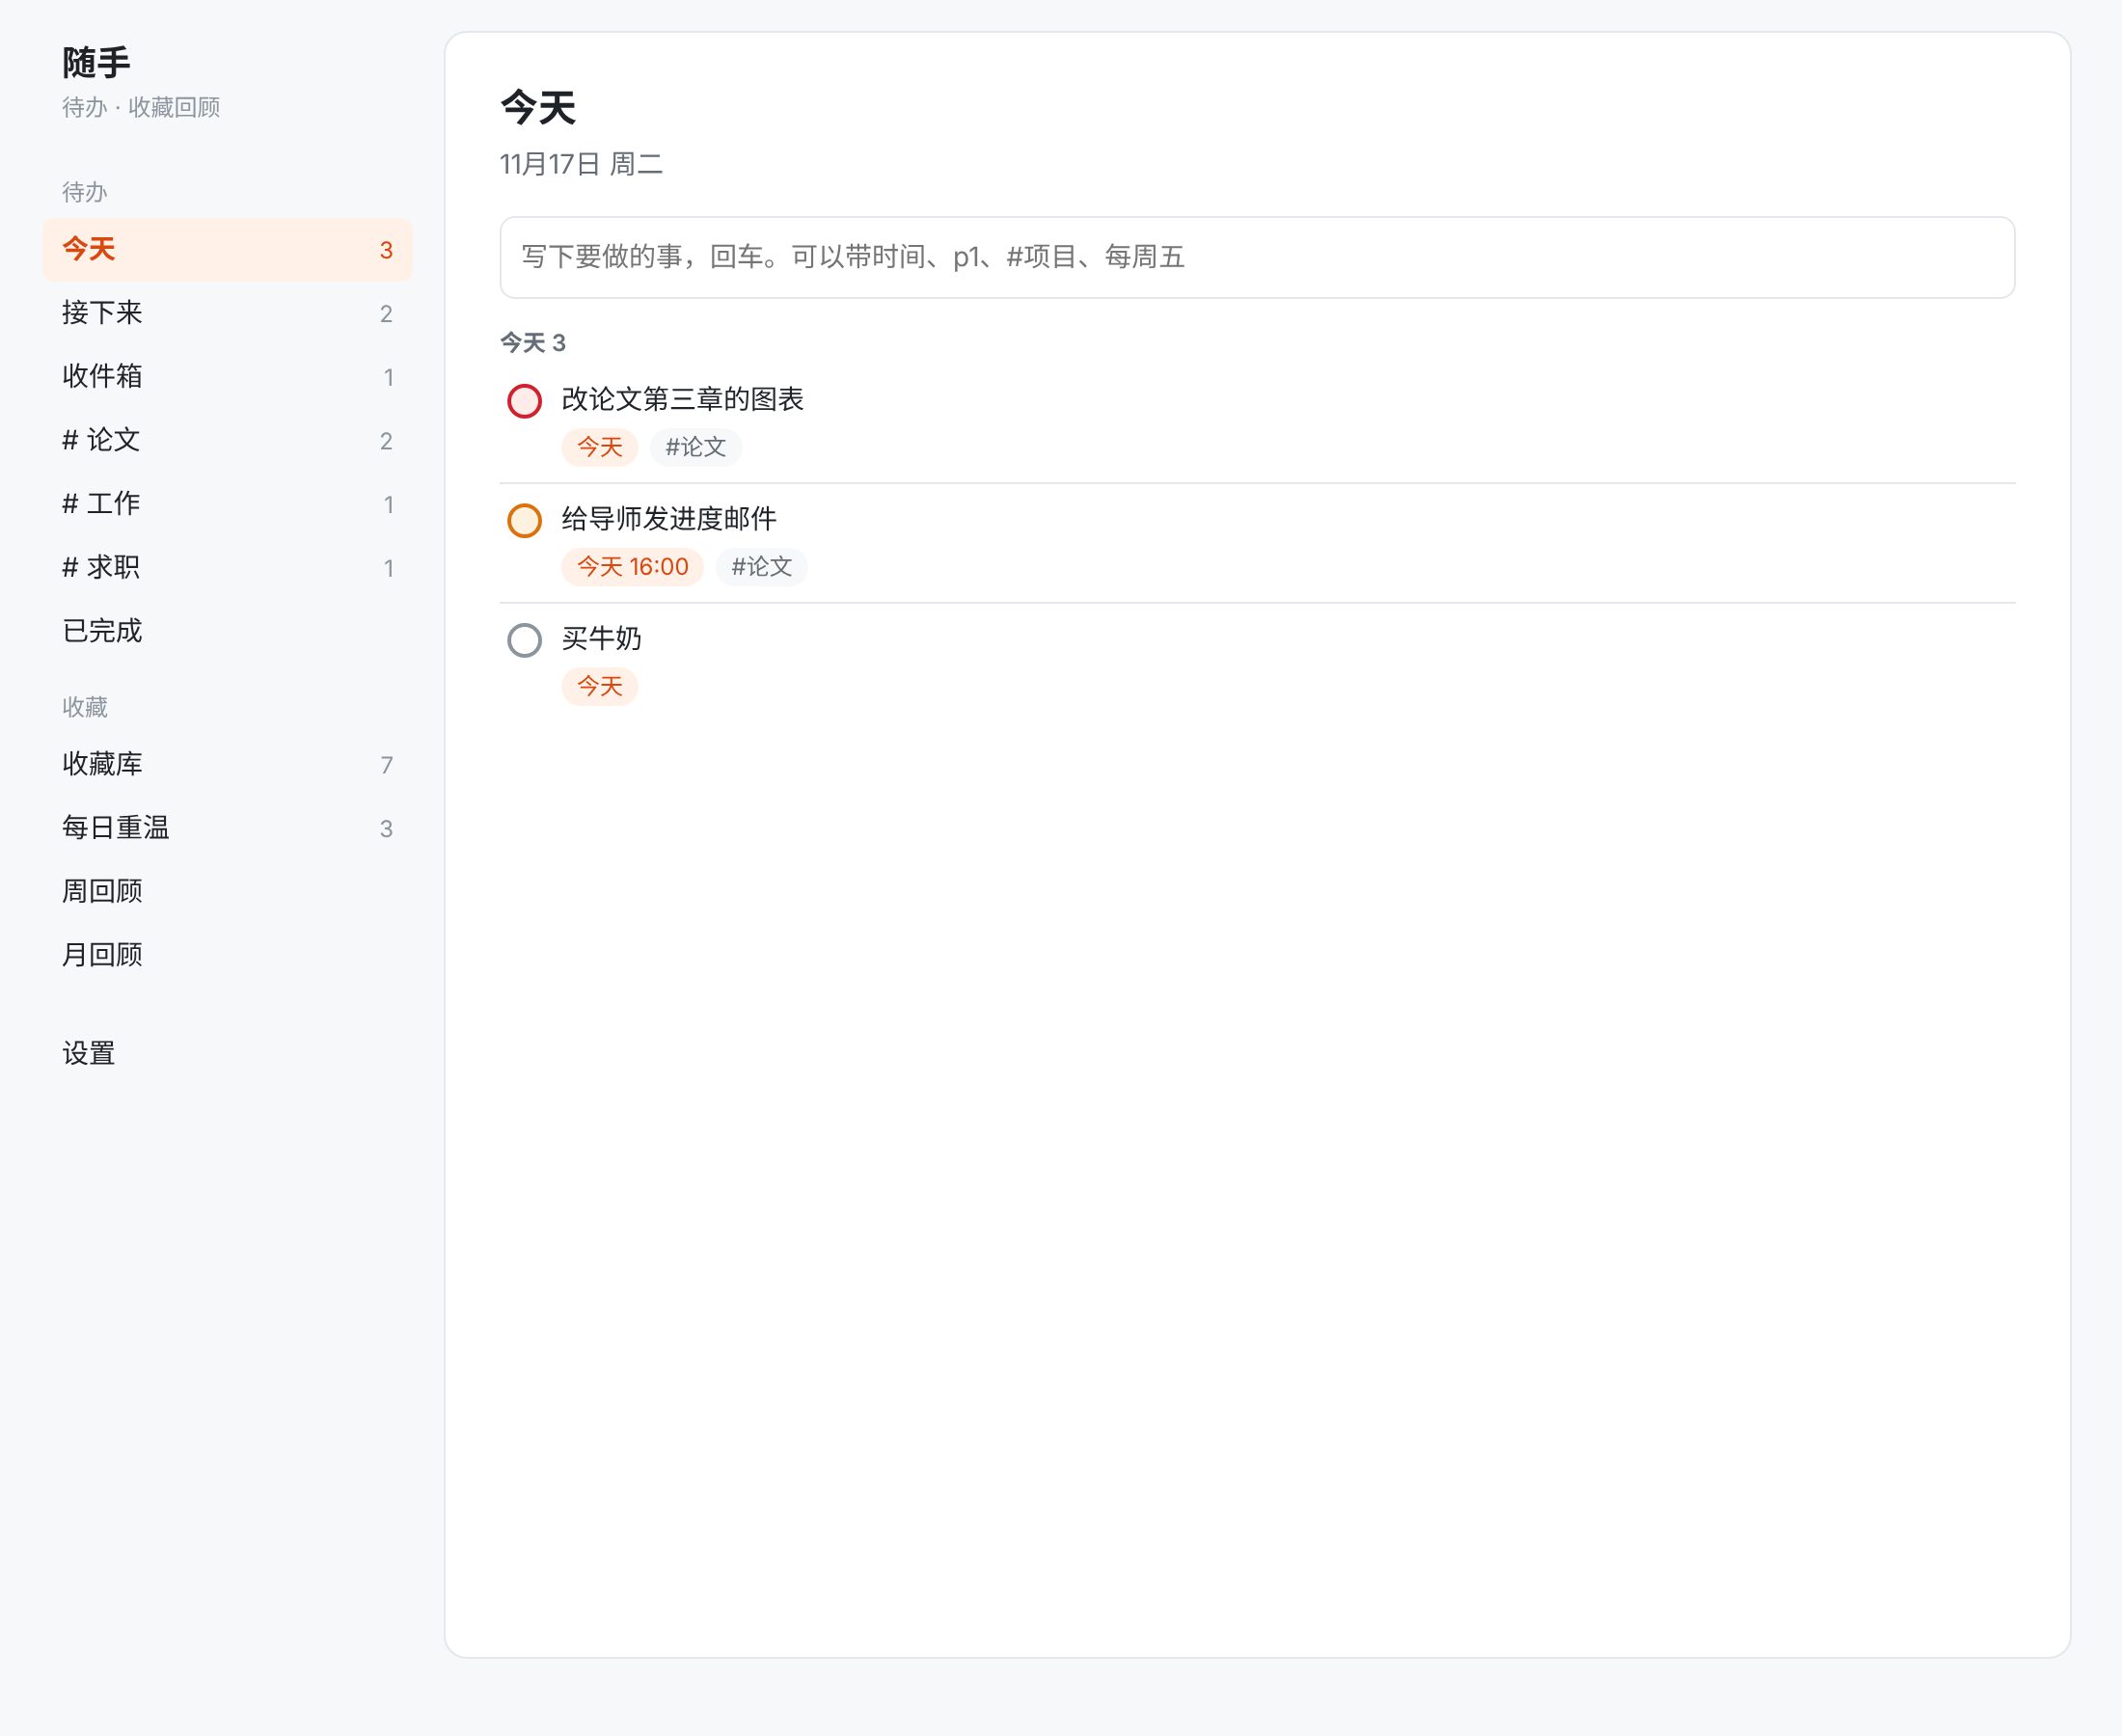 随手
待办 · 收藏回顾
待办
今天 3
接下来 2
收件箱 1
# 论文 2
# 工作 1
# 求职 1
已完成
收藏
收藏库 7
每日重温 3
周回顾
月回顾
设置
今天
11月17日 周二
写下要做的事，回车。可以带时间、p1、#项目、每周五
今天 3
改论文第三章的图表
今天 #论文
给导师发进度邮件
今天 16:00 #论文
买牛奶
今天